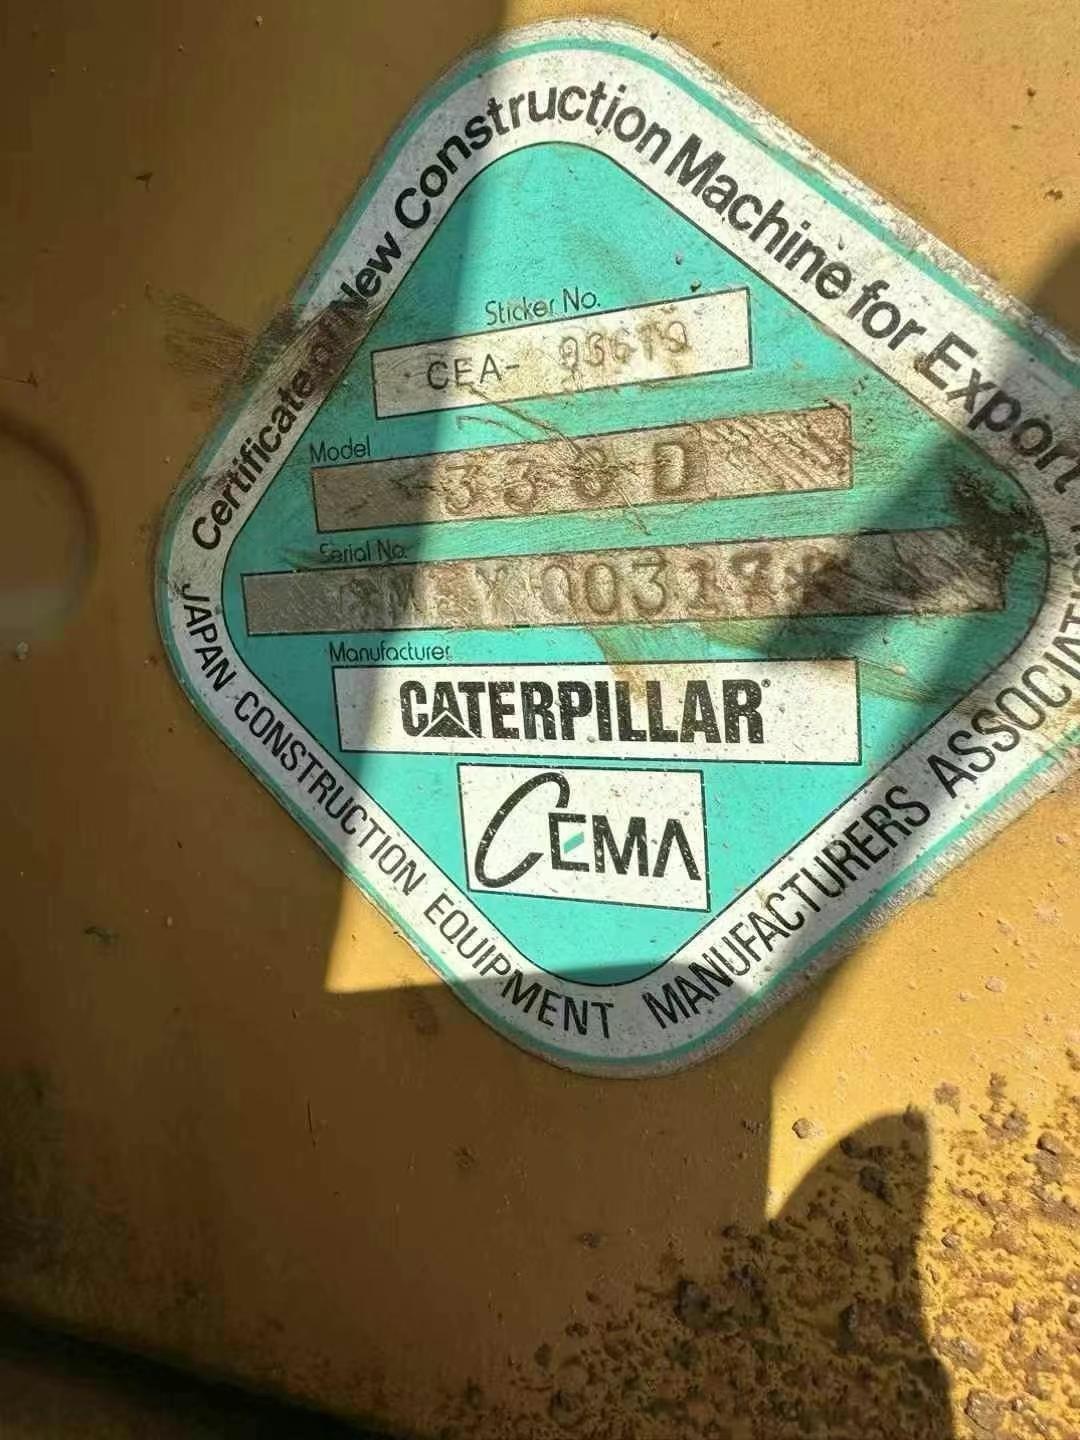 Certificate of New Construction Machine for Export
Sticker No.
CEA-
Model
Serial No.
Manufacturer
CATERPILLAR®
CEMA
JAPAN CONSTRUCTION EQUIPMENT MANUFACTURERS ASSOCIATION